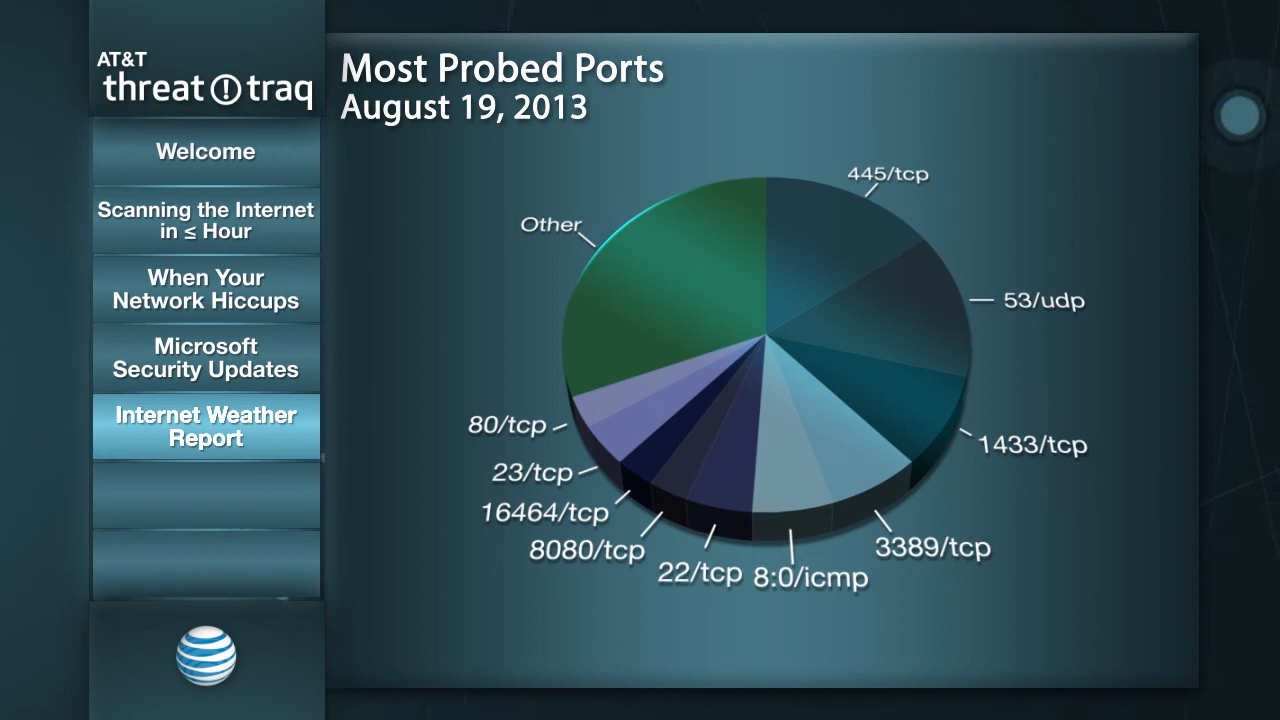 AT&T
threat ! traq
Welcome
Scanning the Internet
in ≤ Hour
When Your
Network Hiccups
Microsoft
Security Updates
Internet Weather
Report
Most Probed Ports
August 19, 2013
445/tcp
53/udp
1433/tcp
3389/tcp
8:0/icmp
22/tcp
8080/tcp
16464/tcp
23/tcp
80/tcp
Other